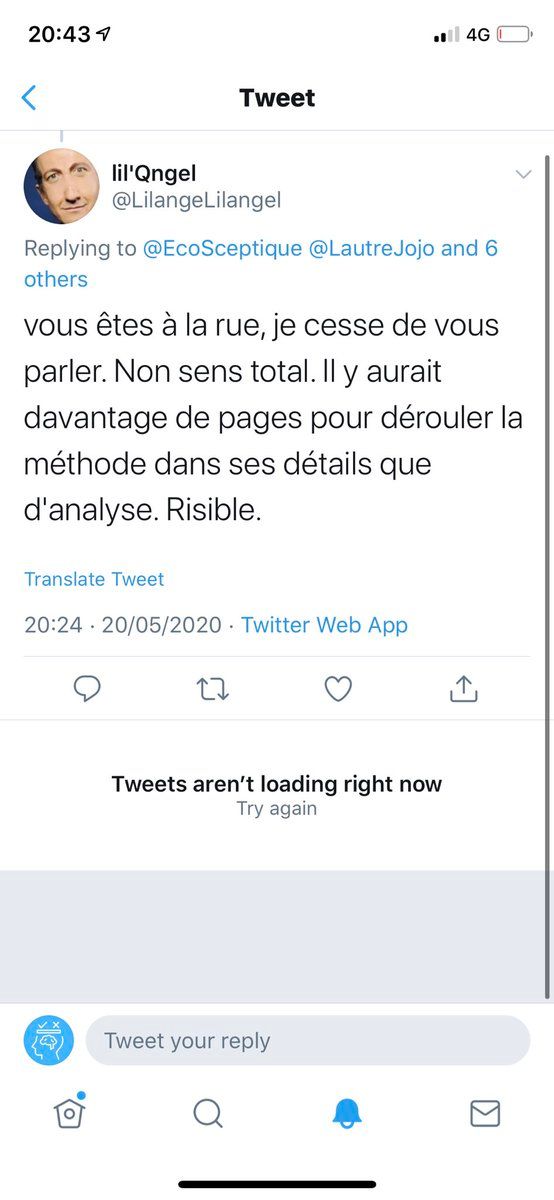 20:43
4G
Tweet
lil'Qngel
@LilangeLilangel
Replying to @EcoSceptique @LautreJojo and 6
others
vous êtes à la rue, je cesse de vous
parler. Non sens total. Il y aurait
davantage de pages pour dérouler la
méthode dans ses détails que
d'analyse. Risible.
Translate Tweet
20:24 · 20/05/2020 · Twitter Web App
Tweets aren’t loading right now
Try again
Tweet your reply